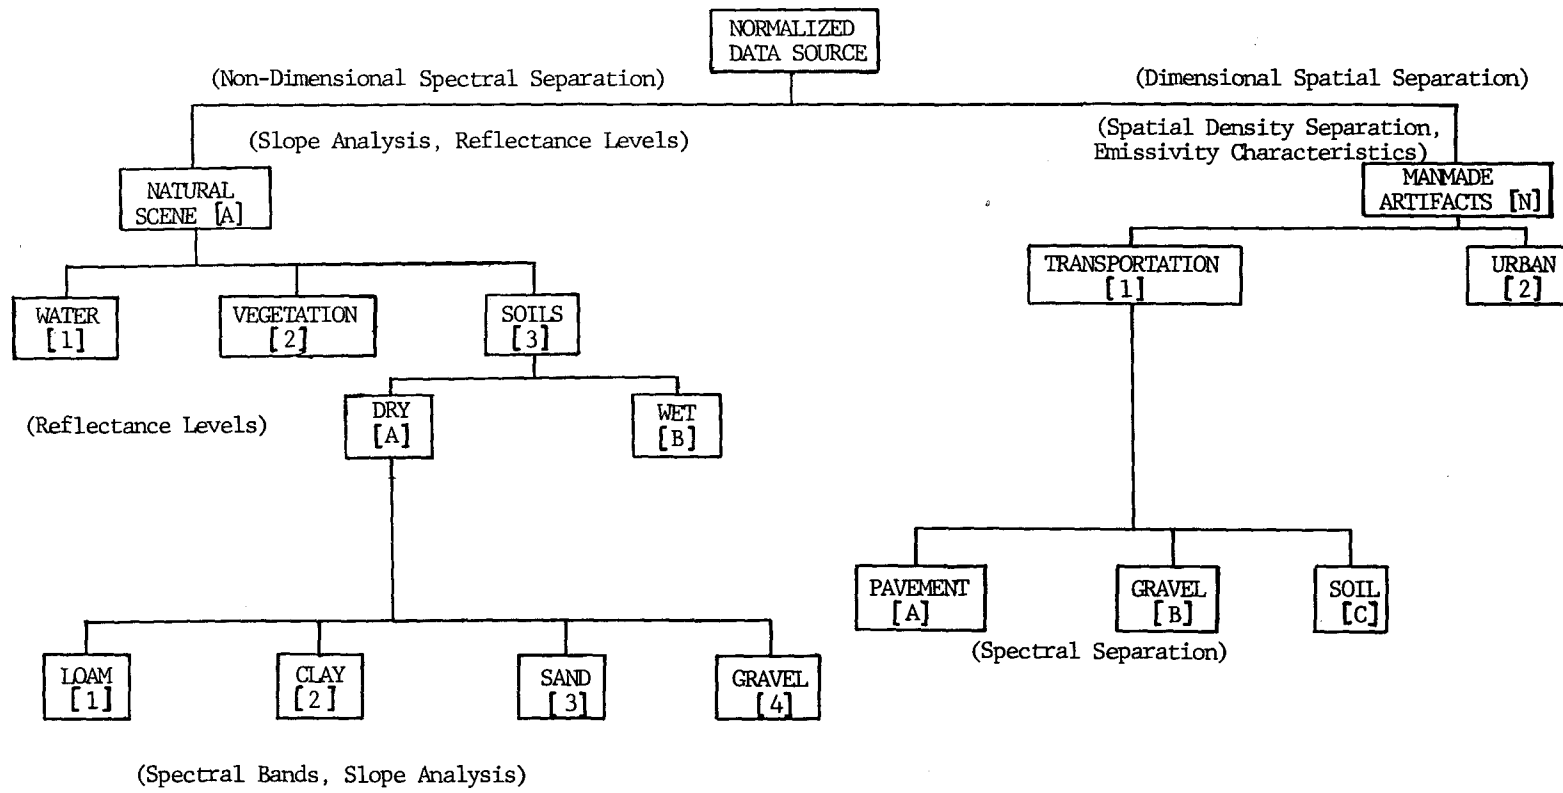 NORMALIZED
DATA SOURCE
(Non-Dimensional Spectral Separation)
(Dimensional Spatial Separation)
(Slope Analysis, Reflectance Levels)
(Spatial Density Separation,
Emissivity Characteristics)
NATURAL
SCENE [A]
MANMADE
ARTIFACTS [N]
WATER
[1]
VEGETATION
[2]
SOILS
[3]
TRANSPORTATION
[1]
URBAN
[2]
(Reflectance Levels)
DRY
[A]
WET
[B]
PAVEMENT
[A]
GRAVEL
[B]
SOIL
[C]
(Spectral Separation)
LOAM
[1]
CLAY
[2]
SAND
[3]
GRAVEL
[4]
(Spectral Bands, Slope Analysis)